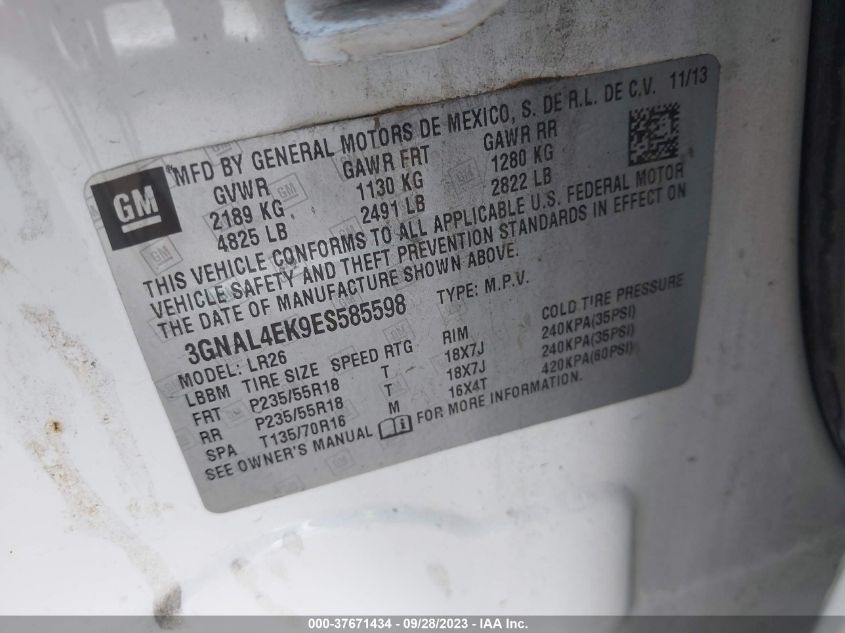 "MFD BY GENERAL MOTORS DE MEXICO, S. DE R.L. DE C.V. 11/13
GM
GVWR GAWR FRT GAWR RR
2189 KG 1130 KG 1280 KG
4825 LB 2491 LB 2822 LB
THIS VEHICLE CONFORMS TO ALL APPLICABLE U.S. FEDERAL MOTOR
VEHICLE SAFETY AND THEFT PREVENTION STANDARDS IN EFFECT ON
THE DATE OF MANUFACTURE SHOWN ABOVE.
3GNAL4EK9ES585598 TYPE: M.P.V.
MODEL: LR26
LBBM TIRE SIZE SPEED RTG RIM COLD TIRE PRESSURE
FRT P235/55R18 T 18X7J 240KPA(35PSI)
RR P235/55R18 T 18X7J 240KPA(35PSI)
SPA T135/70R16 M 16X4T 420KPA(60PSI)
SEE OWNER'S MANUAL FOR MORE INFORMATION.
000-37671434 / 09/28/2023 - IAA Inc.